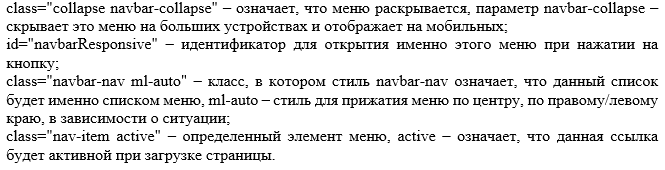 class="collapse navbar-collapse" – означает, что меню раскрывается, параметр navbar-collapse –
скрывает это меню на больших устройствах и отображает на мобильных;
id="navbarResponsive" – идентификатор для открытия именно этого меню при нажатии на
кнопку;
class="navbar-nav ml-auto" – класс, в котором стиль navbar-nav означает, что данный список
будет именно списком меню, ml-auto – стиль для прижатия меню по центру, по правому/левому
краю, в зависимости о ситуации;
class="nav-item active" – определенный элемент меню, active – означает, что данная ссылка
будет активной при загрузке страницы.